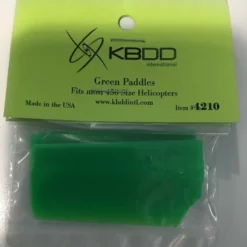 KBDD
international
Green Paddles
Fits most 450 Size Helicopters
Made in the USA
www.kbddintl.com
Item #4210